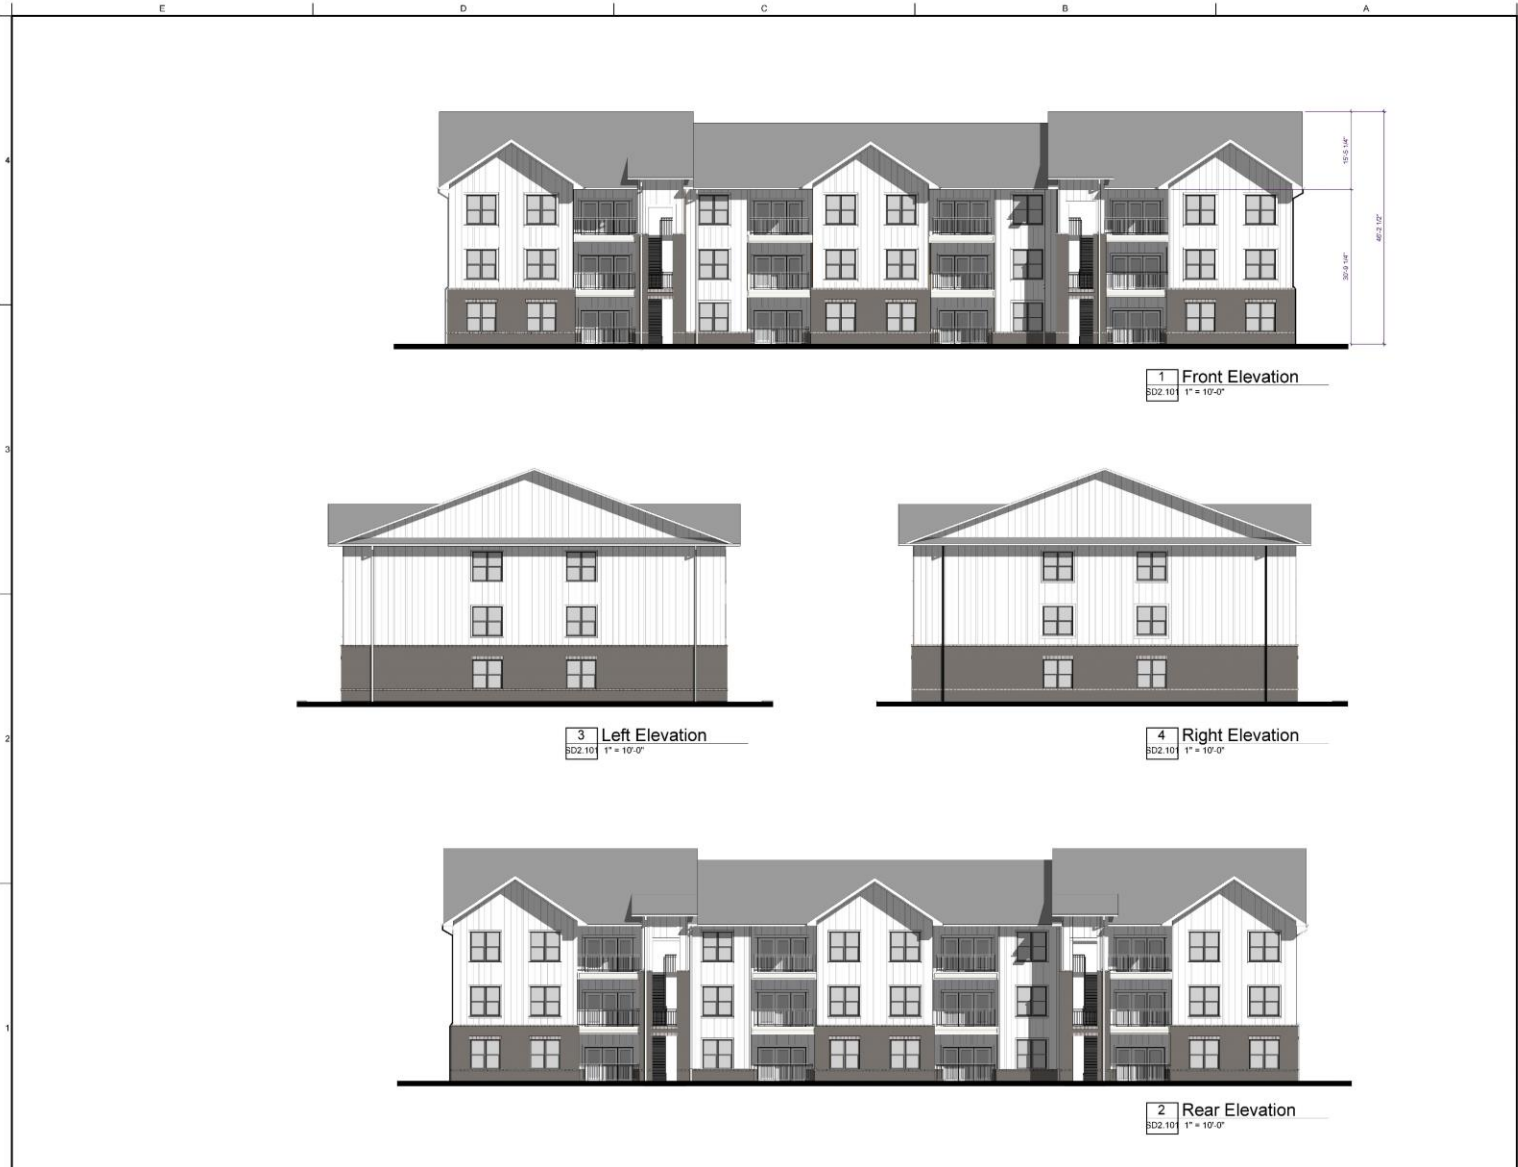 E D C B A
4
15'-5 1/4"
46'-2 1/2"
30'-9 1/4"
1 Front Elevation
SD2.101 1" = 10'-0"
3
3 Left Elevation
SD2.101 1" = 10'-0"
4 Right Elevation
SD2.101 1" = 10'-0"
2
1
2 Rear Elevation
SD2.101 1" = 10'-0"